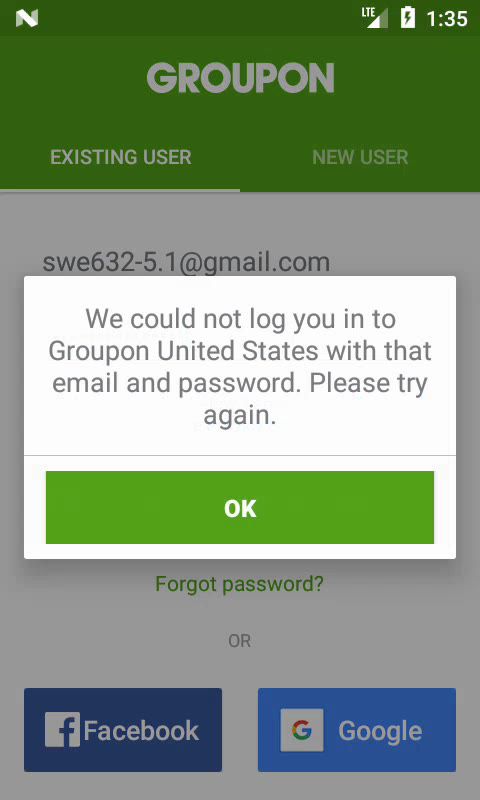 LTE 1:35
GROUPON
EXISTING USER NEW USER
swe632-5.1@gmail.com
We could not log you in to
Groupon United States with that
email and password. Please try
again.
OK
Forgot password?
OR
Facebook Google